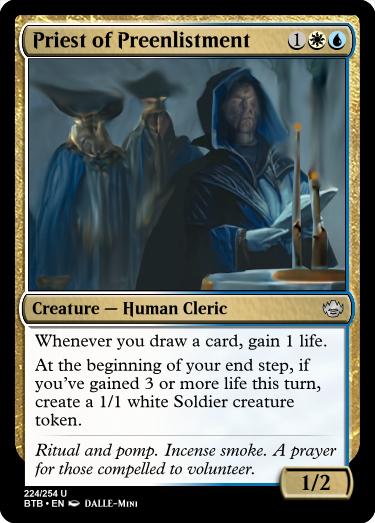 Priest of Preenlistment 1
Creature — Human Cleric
Whenever you draw a card, gain 1 life.
At the beginning of your end step, if
you've gained 3 or more life this turn,
create a 1/1 white Soldier creature
token.
Ritual and pomp. Incense smoke. A prayer
for those compelled to volunteer.
1/2
224/254 U
BTB • EN DALLE-Mini